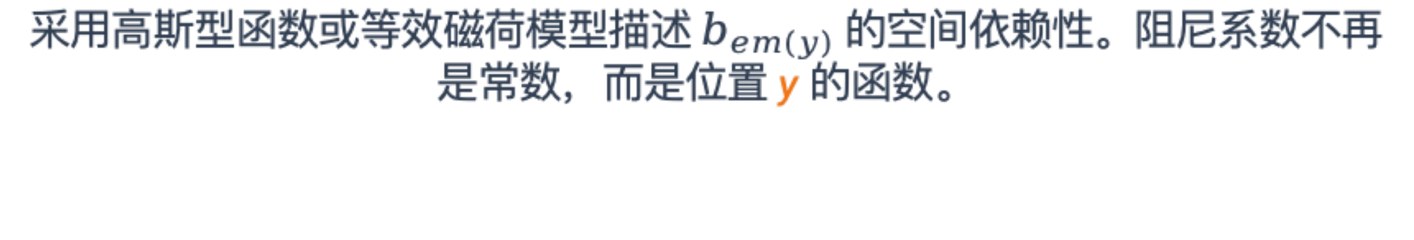 采用高斯型函数或等效磁荷模型描述 b_{em(y)} 的空间依赖性。阻尼系数不再
是常数，而是位置 y 的函数。